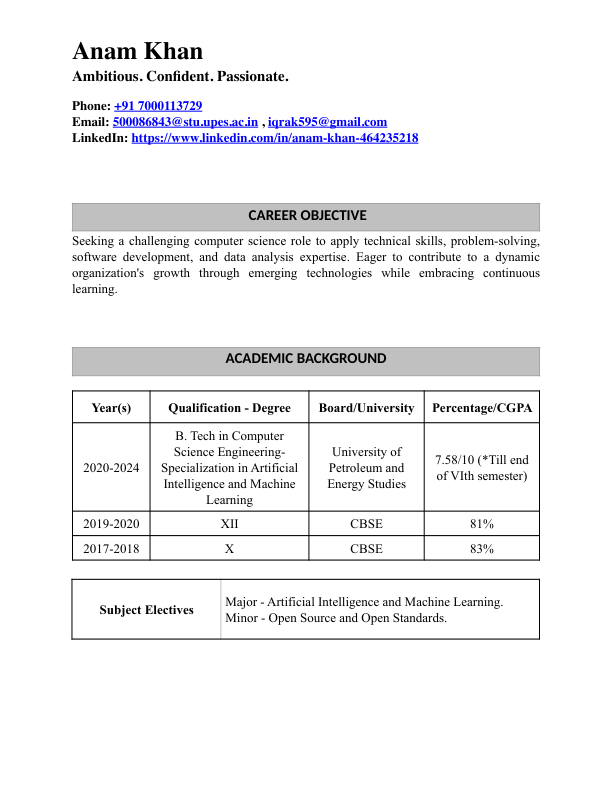 Anam Khan
Ambitious. Confident. Passionate.
Phone: +91 7000113729
Email: 500086843@stu.upes.ac.in , iqrak595@gmail.com
LinkedIn: https://www.linkedin.com/in/anam-khan-464235218
CAREER OBJECTIVE
Seeking a challenging computer science role to apply technical skills, problem-solving,
software development, and data analysis expertise. Eager to contribute to a dynamic
organization's growth through emerging technologies while embracing continuous
learning.
ACADEMIC BACKGROUND
Year(s) Qualification - Degree Board/University Percentage/CGPA
2020-2024
B. Tech in Computer
Science Engineering-
Specialization in Artificial
Intelligence and Machine
Learning
University of
Petroleum and
Energy Studies
7.58/10 (*Till end
of VIth semester)
2019-2020 XII CBSE 81%
2017-2018 X CBSE 83%
Subject Electives
Major - Artificial Intelligence and Machine Learning.
Minor - Open Source and Open Standards.